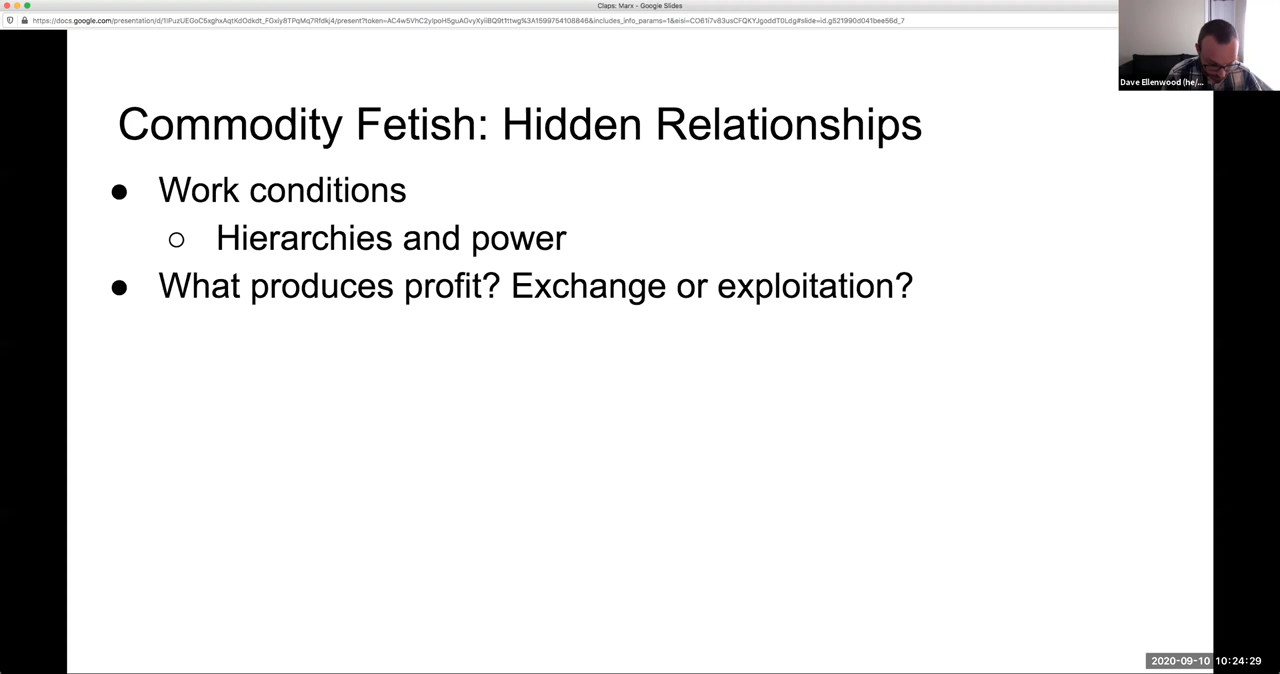 Claps: Marx - Google Slides
Commodity Fetish: Hidden Relationships
● Work conditions
○ Hierarchies and power
● What produces profit? Exchange or exploitation?
Dave Ellenwood (he/...
2020-09-10 10:24:29